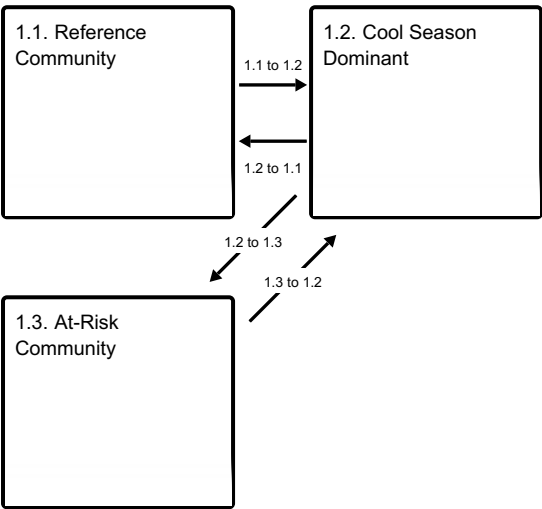 1.1. Reference
Community
1.2. Cool Season
Dominant
1.1 to 1.2
1.2 to 1.1
1.2 to 1.3
1.3 to 1.2
1.3. At-Risk
Community